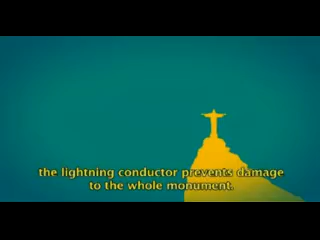 the lightning conductor prevents damage
to the whole monument.